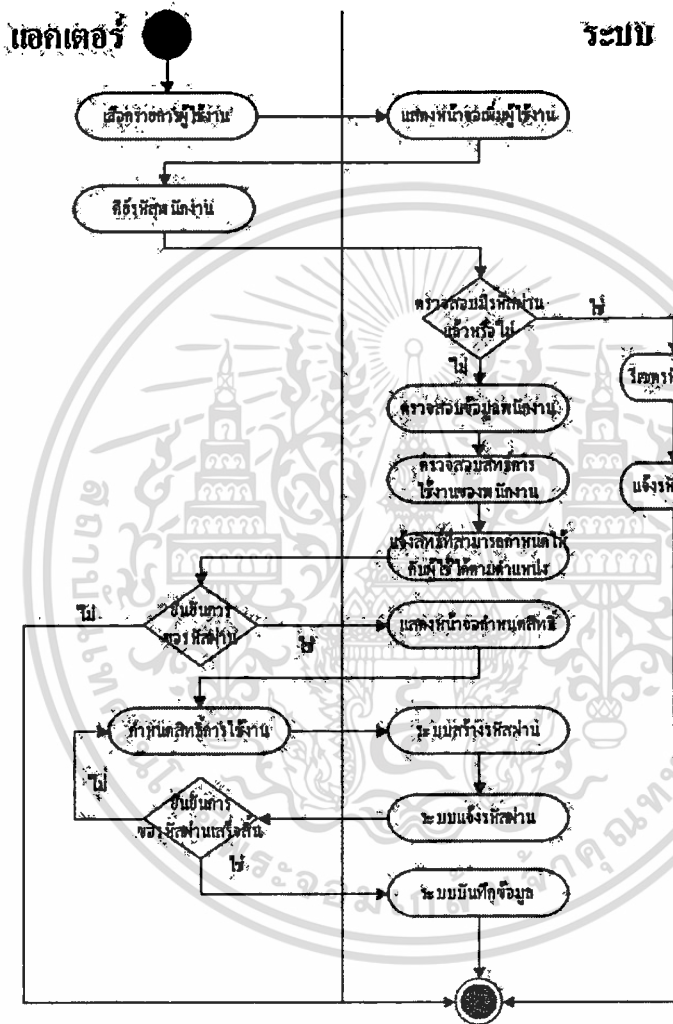 แอคเตอร์
ระบบ
เลือกรายการผู้ใช้งาน
แสดงหน้าจอเพิ่มผู้ใช้งาน
คีย์รหัสพนักงาน
ตรวจสอบมีรหัสผ่าน
แล้วหรือไม่
ใช่
ไม่
เรียก
ตรวจสอบข้อมูลพนักงาน
ตรวจสอบสิทธิ์การ
ใช้งานของพนักงาน
แจ้งรหั
แจ้งสิทธิ์ที่สามารถกำหนดให้
กับผู้ใช้ได้ตามตำแหน่ง
ไม่
ยืนยันการ
ขอรหัสผ่าน
ใช่
แสดงหน้าจอกำหนดสิทธิ์
กำหนดสิทธิ์การใช้งาน
ระบบสร้างรหัสผ่าน
ไม่
ยืนยันการ
ขอรหัสผ่านเสร็จสิ้น
ระบบแจ้งรหัสผ่าน
ใช่
ระบบบันทึกข้อมูล